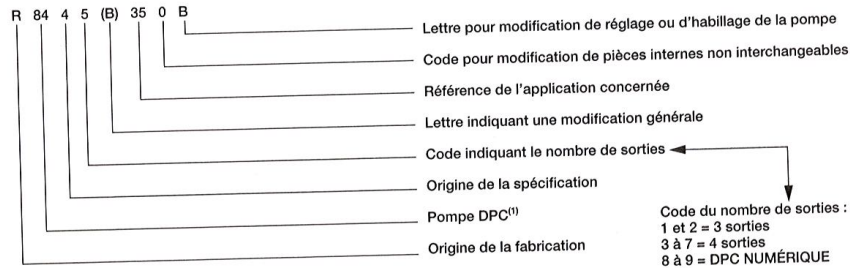 R 84 4 5 (B) 35 0 B
Lettre pour modification de réglage ou d'habillage de la pompe
Code pour modification de pièces internes non interchangeables
Référence de l'application concernée
Lettre indiquant une modification générale
Code indiquant le nombre de sorties
Origine de la spécification
Pompe DPC(1)
Origine de la fabrication
Code du nombre de sorties :
1 et 2 = 3 sorties
3 à 7 = 4 sorties
8 à 9 = DPC NUMÉRIQUE